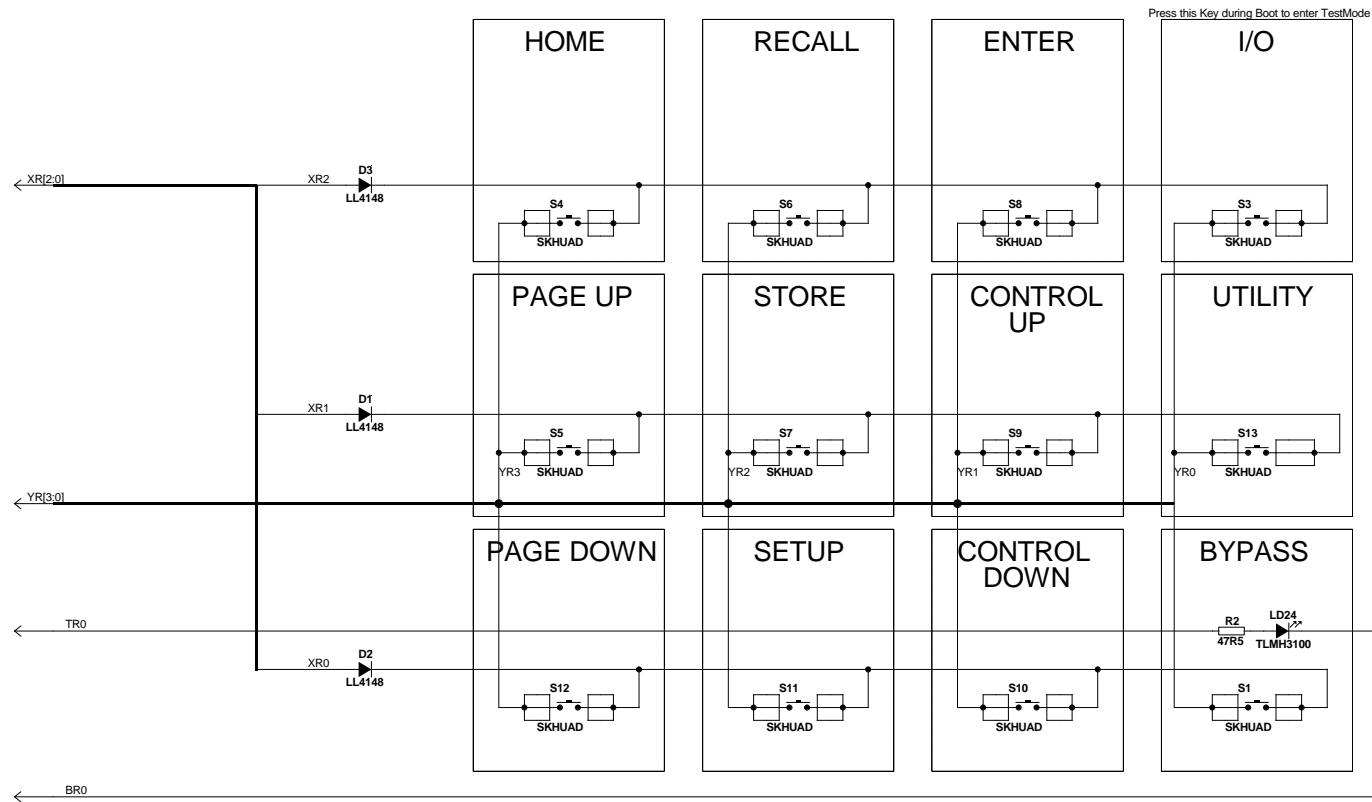 Press this Key during Boot to enter TestMode
HOME
RECALL
ENTER
I/O
XR[2:0]
XR2
D3
LL4148
S4
SKHUAD
S6
SKHUAD
S8
SKHUAD
S3
SKHUAD
PAGE UP
STORE
CONTROL
UP
UTILITY
XR1
D1
LL4148
S5
SKHUAD
S7
SKHUAD
S9
SKHUAD
S13
SKHUAD
YR3
YR2
YR1
YR0
YR[3:0]
PAGE DOWN
SETUP
CONTROL
DOWN
BYPASS
TR0
R2
47R5
LD24
TLMH3100
XR0
D2
LL4148
S12
SKHUAD
S11
SKHUAD
S10
SKHUAD
S1
SKHUAD
BR0